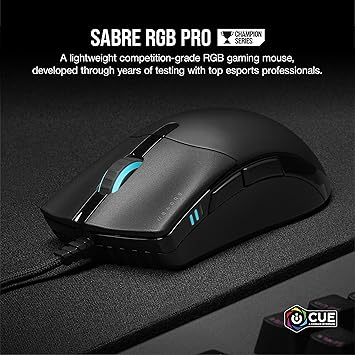 SABRE RGB PRO CHAMPION SERIES
A lightweight competition-grade RGB gaming mouse,
developed through years of testing with top esports professionals.
CUE